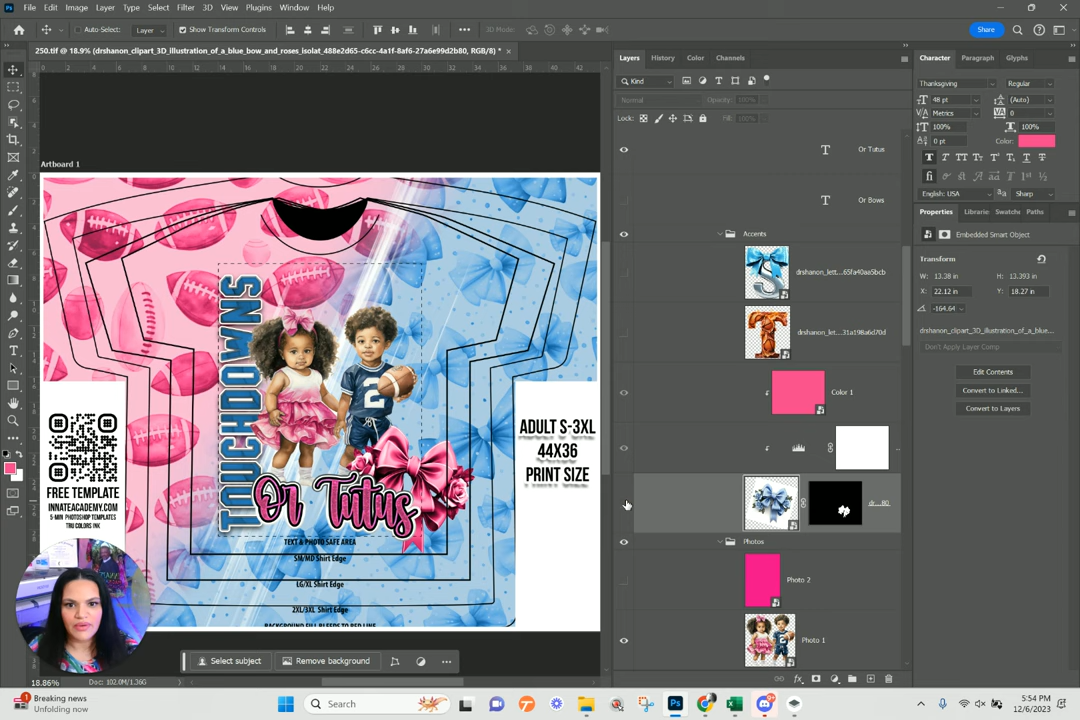 File Edit Image Layer Type Select Filter 3D View Plugins Window Help
Auto-Select: Layer Show Transform Controls 3D Mode: Share
250.tif @ 18.9% (drshanon_clipart_3D_illustration_of_a_blue_bow_and_roses_isolat_488e2d65-c6cc-4a1f-8af6-27a6e99d2b80, RGB/8) *
Artboard 1
TOUCHDOWNS
Or Tutus
TEXT & PHOTO SAFE AREA
SM/MD Shirt Edge
LG/XL Shirt Edge
2XL/3XL Shirt Edge
BACKGROUND FILL BLEEDS TO RED LINE
FREE TEMPLATE
INNATEACADEMY.COM
5-MIN PHOTOSHOP TEMPLATES
TRU COLORS INK
ADULT S-3XL
44X36
PRINT SIZE
Select subject Remove background
18.86% Doc: 102.0M/1.36G
Layers History Color Channels
Kind
Normal Opacity: 100%
Lock: Fill: 100%
T Or Tutus
T Or Bows
Accents
drshanon_lett...65fa40aa5bcb
drshanon_let...31a198a6d70d
Color 1
dr...80
Photos
Photo 2
Photo 1
Character Paragraph Glyphs
Thanksgiving Regular
48 pt (Auto)
Metrics 0
100% 100%
0 pt Color:
English: USA Sharp
Properties Librarie Swatche Paths
Embedded Smart Object
Transform
W: 13.38 in H: 13.393 in
X: 22.12 in Y: 18.27 in
-164.64
drshanon_clipart_3D_illustration_of_a_blue_...
Don't Apply Layer Comp
Edit Contents
Convert to Linked...
Convert to Layers
Breaking news
Unfolding now
Search
5:54 PM
12/6/2023